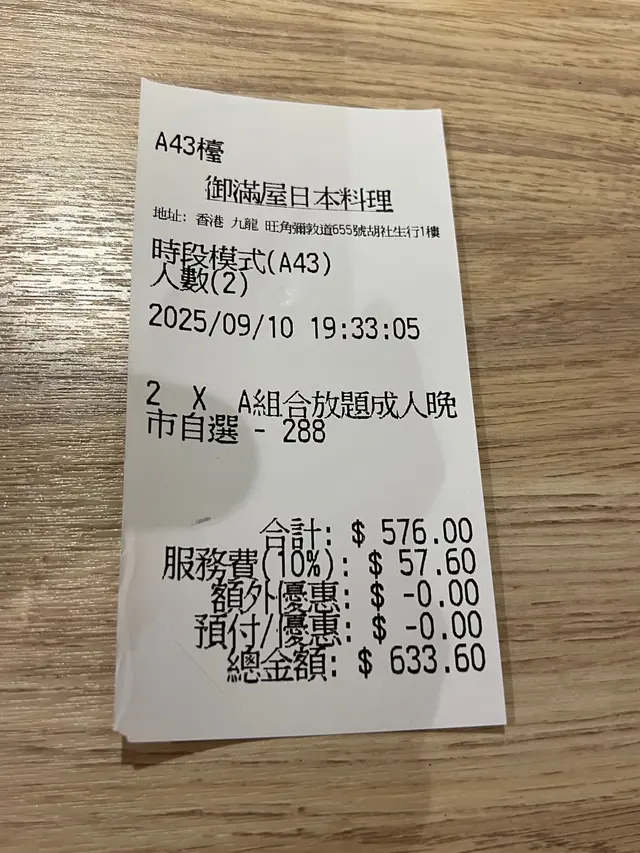 A43檯
御滿屋日本料理
地址: 香港 九龍 旺角彌敦道655號胡社生行1樓
時段模式(A43)
人數(2)
2025/09/10 19:33:05
2 X A組合放題成人晚
市自選 - 288
合計: $ 576.00
服務費(10%): $ 57.60
額外優惠: $ -0.00
預付/優惠: $ -0.00
總金額: $ 633.60